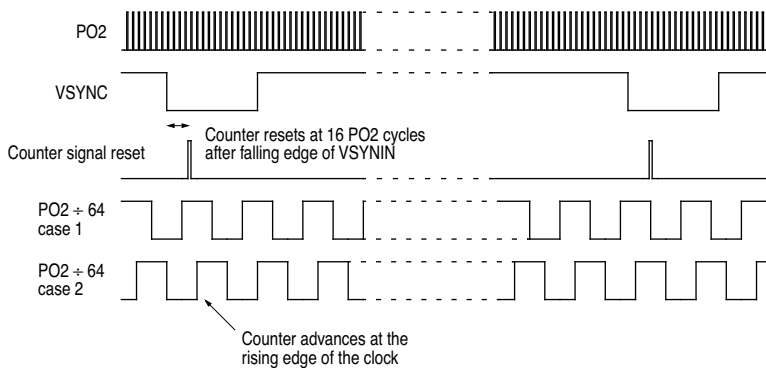 PO2
VSYNC
Counter resets at 16 PO2 cycles
after falling edge of VSYNIN
Counter signal reset
PO2 ÷ 64
case 1
PO2 ÷ 64
case 2
Counter advances at the
rising edge of the clock